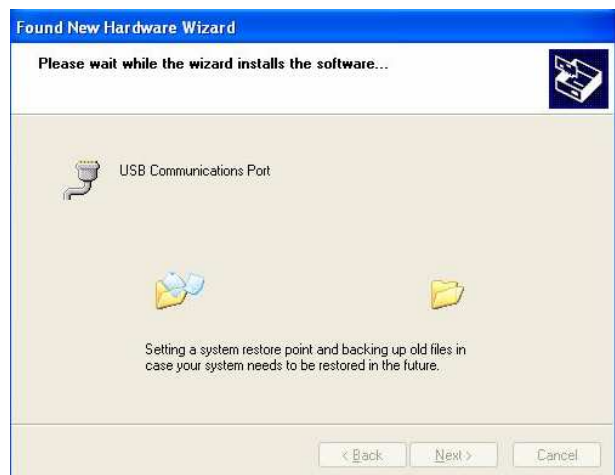 Found New Hardware Wizard
Please wait while the wizard installs the software...
USB Communications Port
Setting a system restore point and backing up old files in
case your system needs to be restored in the future.
< Back
Next >
Cancel